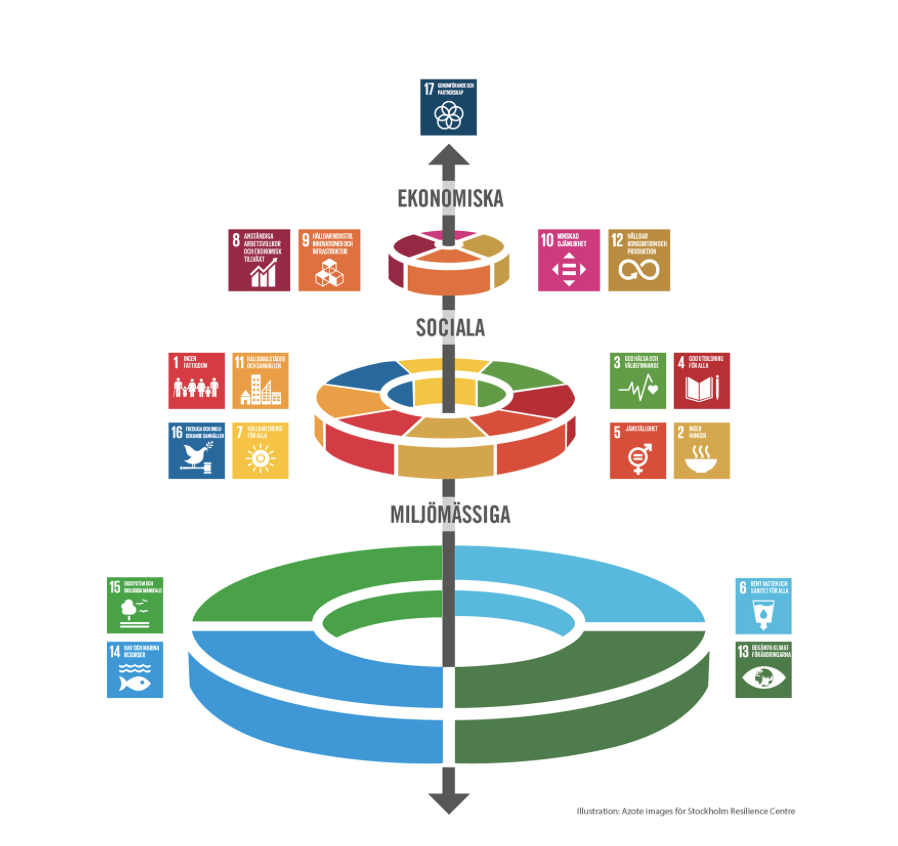 17 GENOMFÖRANDE OCH
PARTNERSKAP
EKONOMISKA
8 ANSTÄNDIGA
ARBETSVILLKOR
OCH EKONOMISK
TILLVÄXT
9 HÅLLBAR INDUSTRI,
INNOVATIONER OCH
INFRASTRUKTUR
10 MINSKAD
OJÄMLIKHET
12 HÅLLBAR
KONSUMTION OCH
PRODUKTION
SOCIALA
1 INGEN
FATTIGDOM
11 HÅLLBARA STÄDER
OCH SAMHÄLLEN
3 GOD HÄLSA OCH
VÄLBEFINNANDE
4 GOD UTBILDNING
FÖR ALLA
16 FREDLIGA OCH INKLU-
DERANDE SAMHÄLLEN
7 HÅLLBAR ENERGI
FÖR ALLA
5 JÄMSTÄLLDHET
2 INGEN
HUNGER
MILJÖMÄSSIGA
15 EKOSYSTEM OCH
BIOLOGISK MÅNGFALD
6 RENT VATTEN OCH
SANITET FÖR ALLA
14 HAV OCH MARINA
RESURSER
13 BEKÄMPA KLIMAT-
FÖRÄNDRINGARNA
Illustration: Azote images för Stockholm Resilience Centre